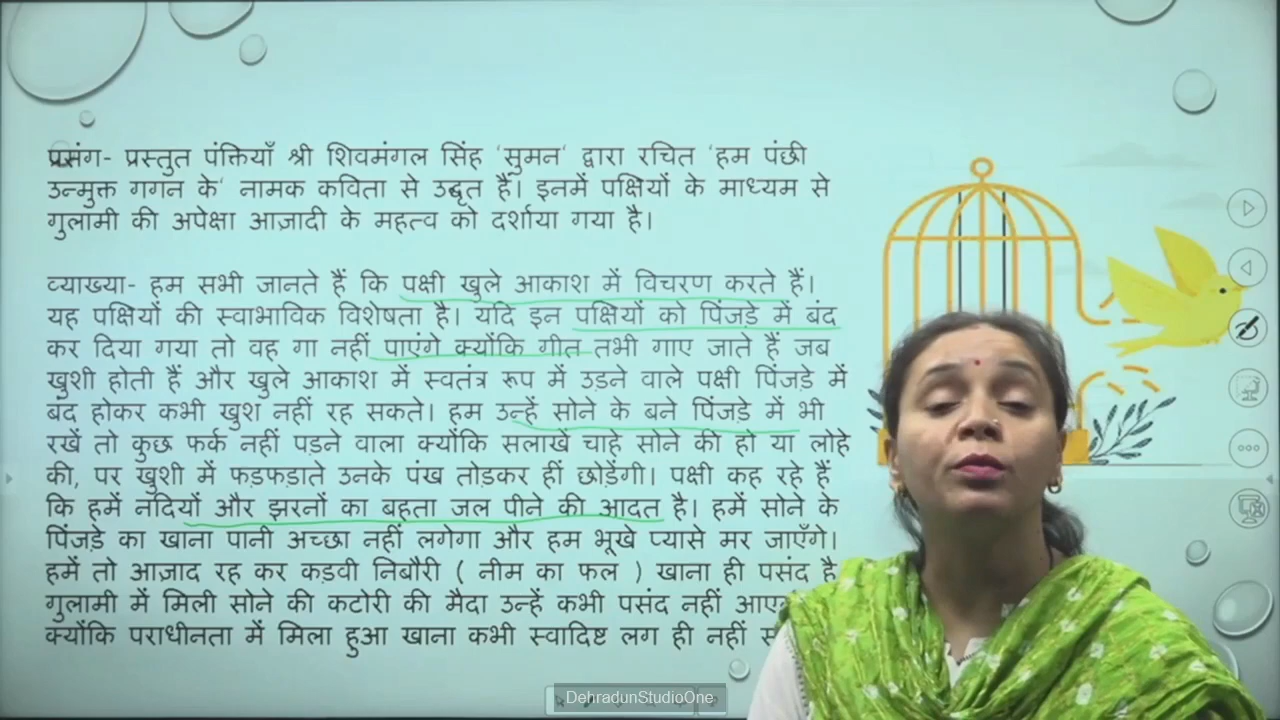 प्रसंग- प्रस्तुत पंक्तियाँ श्री शिवमंगल सिंह 'सुमन' द्वारा रचित 'हम पंछी
उन्मुक्त गगन के' नामक कविता से उद्धृत हैं। इनमें पक्षियों के माध्यम से
गुलामी की अपेक्षा आज़ादी के महत्व को दर्शाया गया है।
व्याख्या- हम सभी जानते हैं कि पक्षी खुले आकाश में विचरण करते हैं।
यह पक्षियों की स्वाभाविक विशेषता है। यदि इन पक्षियों को पिंजड़े में बंद
कर दिया गया तो वह गा नहीं पाएंगे क्योंकि गीत तभी गाए जाते हैं जब
खुशी होती हैं और खुले आकाश में स्वतंत्र रूप में उड़ने वाले पक्षी पिंजड़े में
बंद होकर कभी खुश नहीं रह सकते। हम उन्हें सोने के बने पिंजड़े में भी
रखें तो कुछ फर्क नहीं पड़ने वाला क्योंकि सलाखें चाहे सोने की हो या लोहे
की, पर खुशी में फड़फड़ाते उनके पंख तोड़कर हीं छोड़ेंगी। पक्षी कह रहे हैं
कि हमें नदियों और झरनों का बहता जल पीने की आदत है। हमें सोने के
पिंजड़े का खाना पानी अच्छा नहीं लगेगा और हम भूखे प्यासे मर जाएँगे।
हमें तो आज़ाद रह कर कड़वी निबौरी ( नीम का फल ) खाना ही पसंद है
गुलामी में मिली सोने की कटोरी की मैदा उन्हें कभी पसंद नहीं
क्योंकि पराधीनता में मिला हुआ खाना कभी स्वादिष्ट लग ही नहीं
DehradunStudioOne